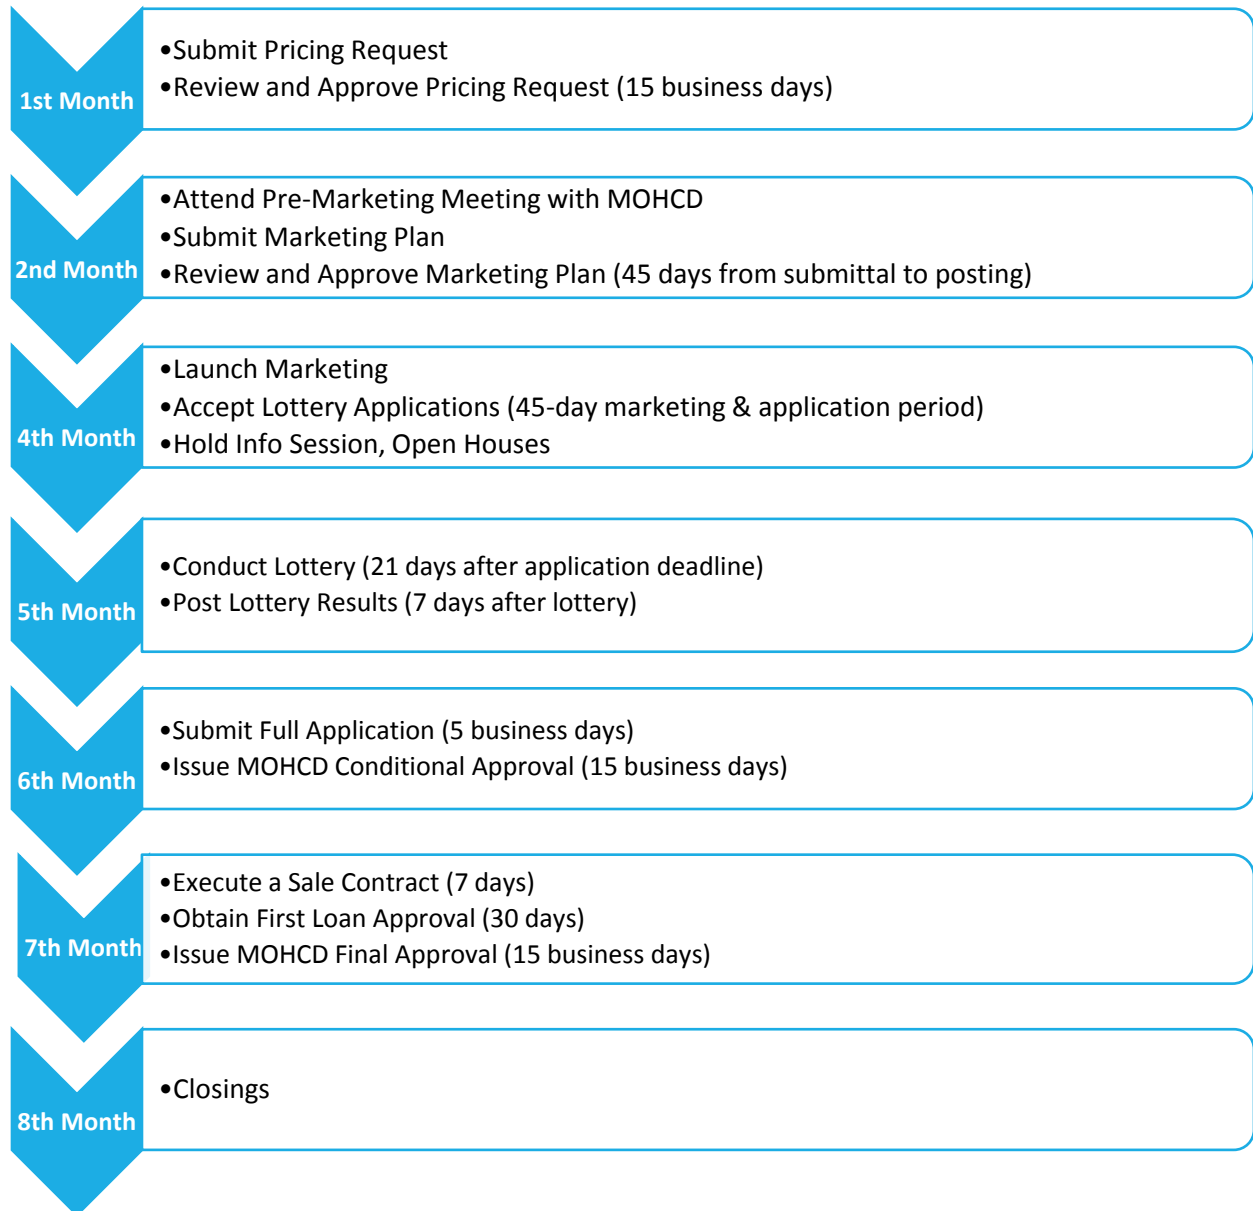 1st Month
•Submit Pricing Request
•Review and Approve Pricing Request (15 business days)
2nd Month
•Attend Pre-Marketing Meeting with MOHCD
•Submit Marketing Plan
•Review and Approve Marketing Plan (45 days from submittal to posting)
4th Month
•Launch Marketing
•Accept Lottery Applications (45-day marketing & application period)
•Hold Info Session, Open Houses
5th Month
•Conduct Lottery (21 days after application deadline)
•Post Lottery Results (7 days after lottery)
6th Month
•Submit Full Application (5 business days)
•Issue MOHCD Conditional Approval (15 business days)
7th Month
•Execute a Sale Contract (7 days)
•Obtain First Loan Approval (30 days)
•Issue MOHCD Final Approval (15 business days)
8th Month
•Closings